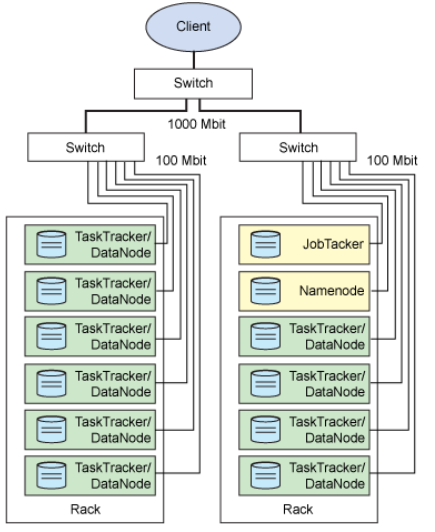 Client
Switch
1000 Mbit
Switch
100 Mbit
Switch
100 Mbit
TaskTracker/
DataNode
TaskTracker/
DataNode
TaskTracker/
DataNode
TaskTracker/
DataNode
TaskTracker/
DataNode
TaskTracker/
DataNode
Rack
JobTacker
Namenode
TaskTracker/
DataNode
TaskTracker/
DataNode
TaskTracker/
DataNode
TaskTracker/
DataNode
Rack